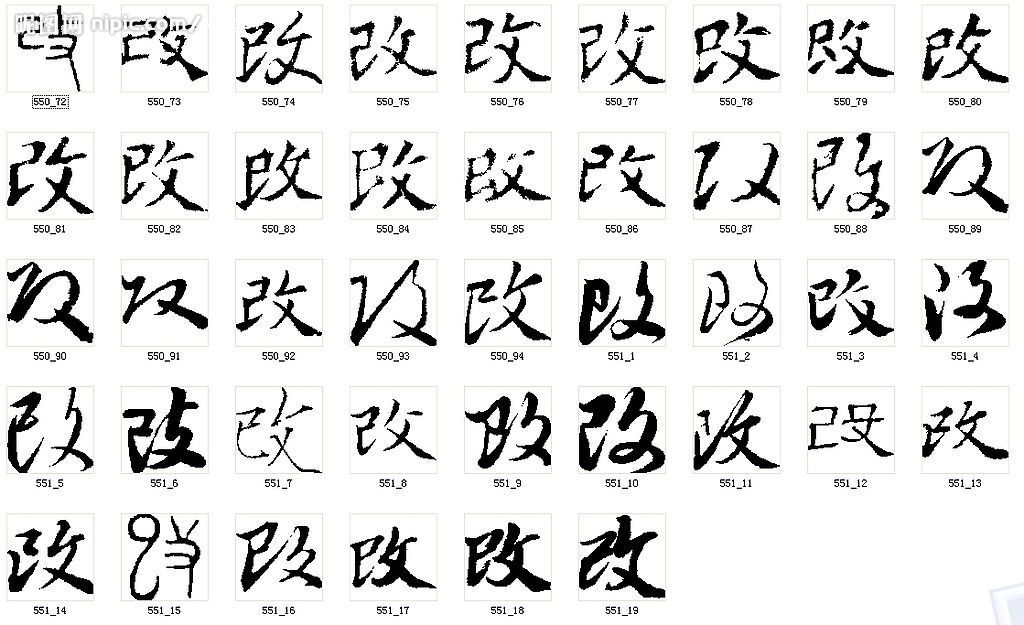 昵图网 nipic.com/
改 改 改 改 改 改 改 改 改
550_72 550_73 550_74 550_75 550_76 550_77 550_78 550_79 550_80
改 改 改 改 改 改 改 改 改
550_81 550_82 550_83 550_84 550_85 550_86 550_87 550_88 550_89
改 改 改 改 改 改 改 改 改
550_90 550_91 550_92 550_93 550_94 551_1 551_2 551_3 551_4
改 改 改 改 改 改 改 改 改
551_5 551_6 551_7 551_8 551_9 551_10 551_11 551_12 551_13
改 改 改 改 改 改
551_14 551_15 551_16 551_17 551_18 551_19